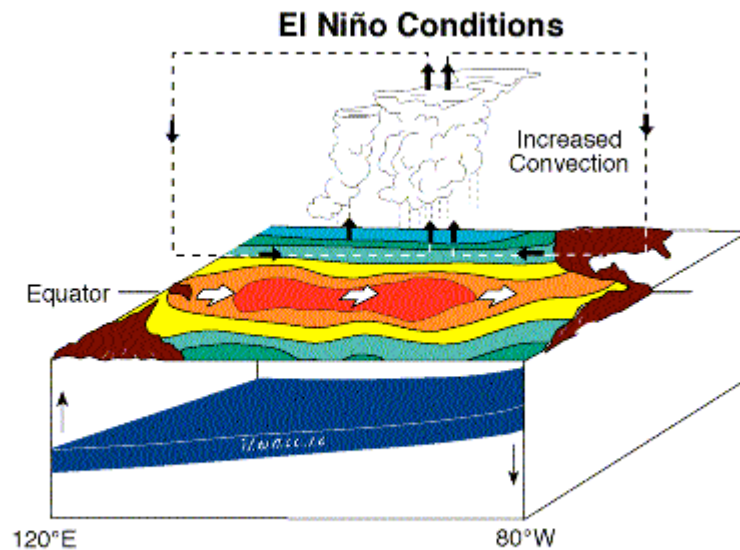 El Niño Conditions
Increased
Convection
Equator
120°E
80°W